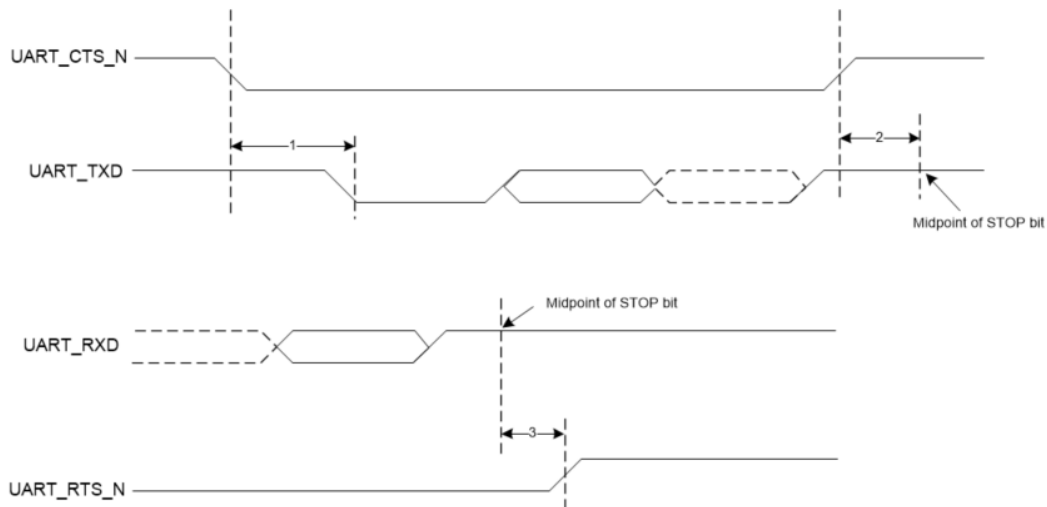 UART_CTS_N
1
2
UART_TXD
Midpoint of STOP bit
Midpoint of STOP bit
UART_RXD
3
UART_RTS_N